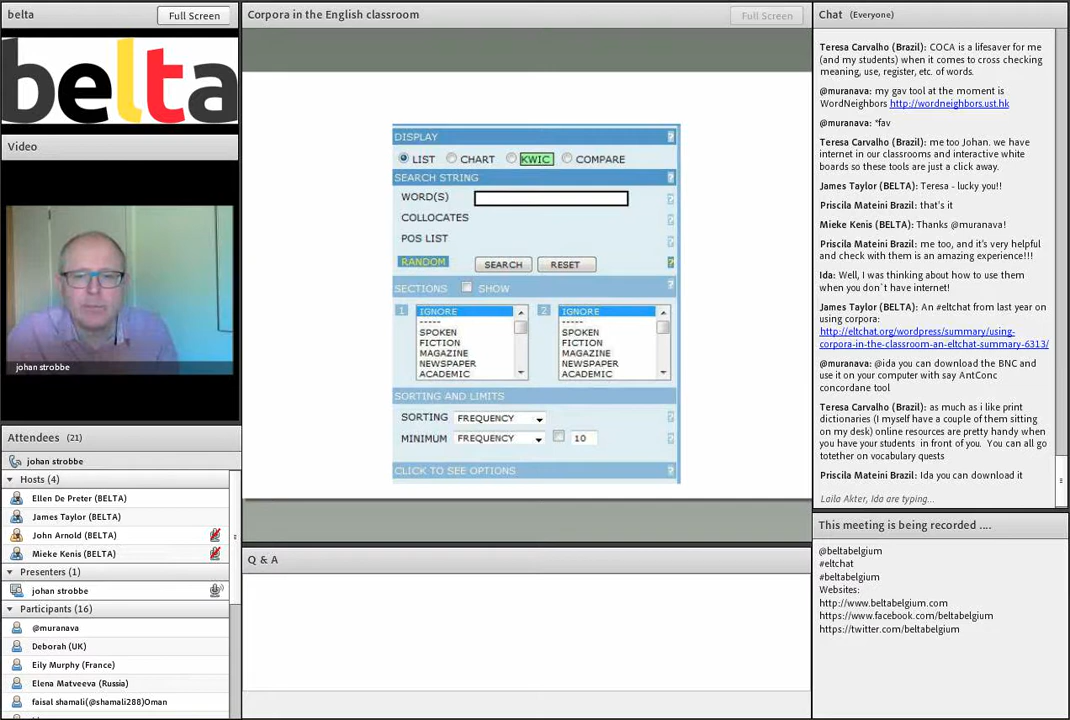 belta
Full Screen
belta
Video
johan strobbe
Attendees (21)
johan strobbe
Hosts (4)
Ellen De Preter (BELTA)
James Taylor (BELTA)
John Arnold (BELTA)
Mieke Kenis (BELTA)
Presenters (1)
johan strobbe
Participants (16)
@muranava
Deborah (UK)
Eily Murphy (France)
Elena Matveeva (Russia)
faisal shamali(@shamali288)Oman
Corpora in the English classroom
Full Screen
DISPLAY ?
LIST CHART KWIC COMPARE
SEARCH STRING ?
WORD(S) ?
COLLOCATES ?
POS LIST ?
RANDOM SEARCH RESET ?
SECTIONS SHOW ?
1 IGNORE 2 IGNORE
----- -----
SPOKEN SPOKEN
FICTION FICTION
MAGAZINE MAGAZINE
NEWSPAPER NEWSPAPER
ACADEMIC ACADEMIC
SORTING AND LIMITS
SORTING FREQUENCY ?
MINIMUM FREQUENCY 10 ?
CLICK TO SEE OPTIONS ?
Q & A
Chat (Everyone)
Teresa Carvalho (Brazil): COCA is a lifesaver for me
(and my students) when it comes to cross checking
meaning, use, register, etc. of words.
@muranava: my gav tool at the moment is
WordNeighbors http://wordneighbors.ust.hk
@muranava: *fav
Teresa Carvalho (Brazil): me too Johan. we have
internet in our classrooms and interactive white
boards so these tools are just a click away.
James Taylor (BELTA): Teresa - lucky you!!
Priscila Mateini Brazil: that's it
Mieke Kenis (BELTA): Thanks @muranava!
Priscila Mateini Brazil: me too, and it's very helpful
and check with them is an amazing experience!!!
Ida: Well, I was thinking about how to use them
when you don`t have internet!
James Taylor (BELTA): An #eltchat from last year on
using corpora:
http://eltchat.org/wordpress/summary/using-
corpora-in-the-classroom-an-eltchat-summary-6313/
@muranava: @ida you can download the BNC and
use it on your computer with say AntConc
concordane tool
Teresa Carvalho (Brazil): as much as i like print
dictionaries (I myself have a couple of them sitting
on my desk) online resources are pretty handy when
you have your students in front of you. You can all go
totether on vocabulary quests
Priscila Mateini Brazil: Ida you can download it
Laila Akter, Ida are typing...
This meeting is being recorded ....
@beltabelgium
#eltchat
#beltabelgium
Websites:
http://www.beltabelgium.com
https://www.facebook.com/beltabelgium
https://twitter.com/beltabelgium